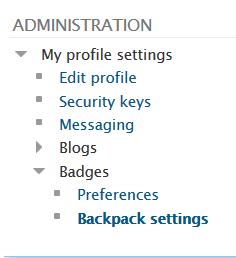 ADMINISTRATION
My profile settings
Edit profile
Security keys
Messaging
Blogs
Badges
Preferences
Backpack settings